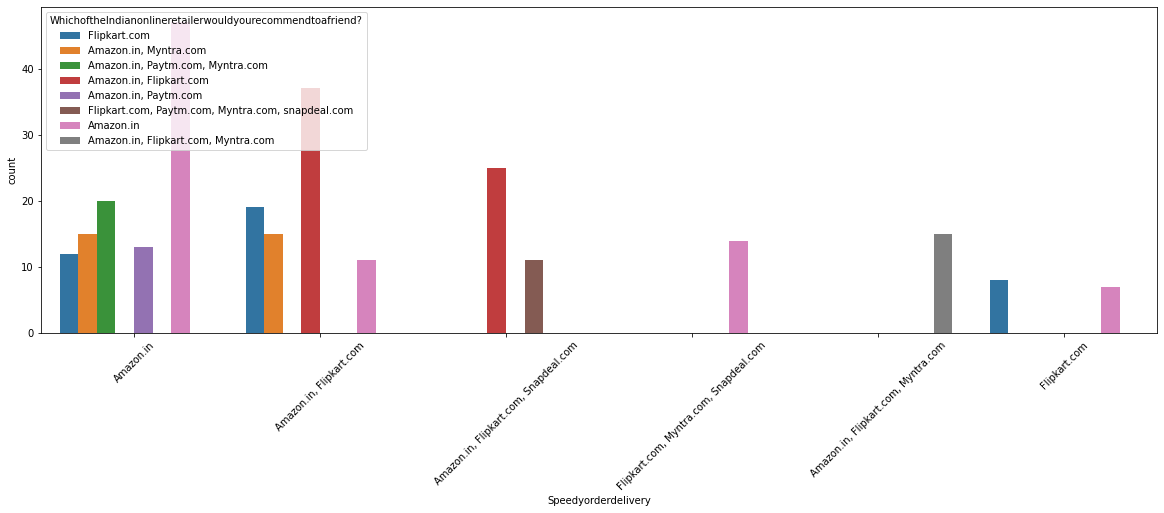 WhichoftheIndianonlineretailerwouldyourecommendtoafriend?
Flipkart.com
Amazon.in, Myntra.com
Amazon.in, Paytm.com, Myntra.com
Amazon.in, Flipkart.com
Amazon.in, Paytm.com
Flipkart.com, Paytm.com, Myntra.com, snapdeal.com
Amazon.in
Amazon.in, Flipkart.com, Myntra.com
count
40
30
20
10
0
Amazon.in
Amazon.in, Flipkart.com
Amazon.in, Flipkart.com, Snapdeal.com
Flipkart.com, Myntra.com, Snapdeal.com
Amazon.in, Flipkart.com, Myntra.com
Flipkart.com
Speedyorderdelivery